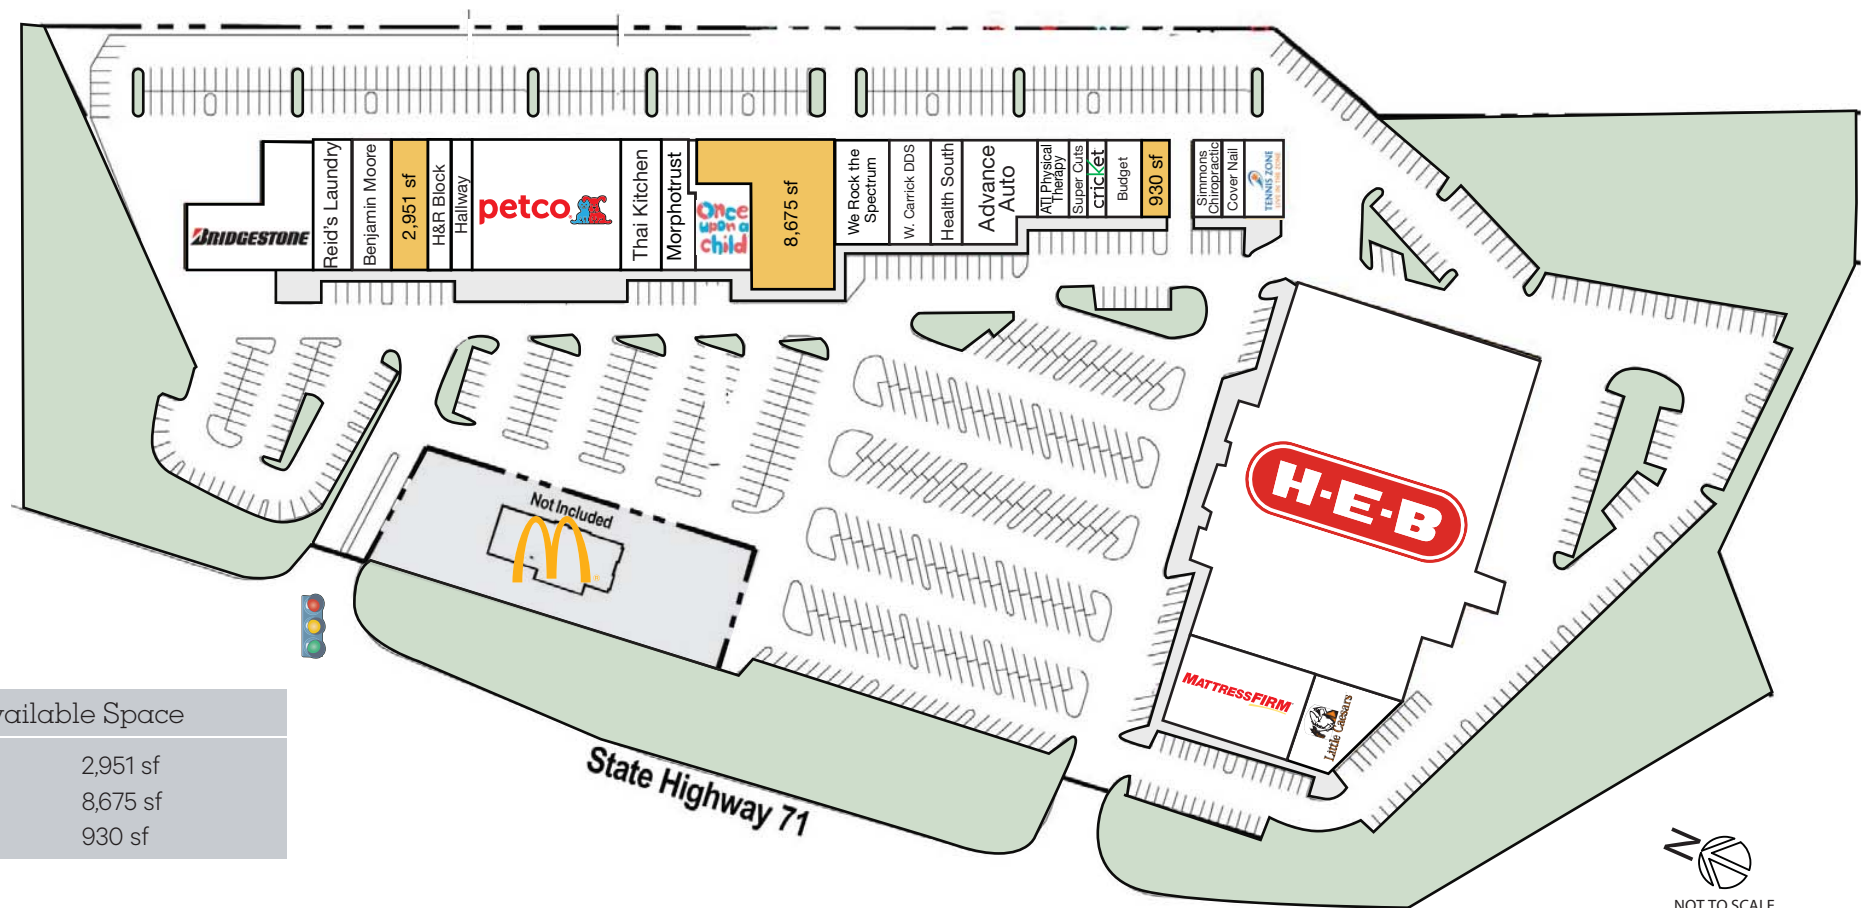 BRIDGESTONE
Reid's Laundry
Benjamin Moore
2,951 sf
H&R Block
Hallway
petco
Thai Kitchen
Morphotrust
Once
upon a
child
8,675 sf
We Rock the
Spectrum
W. Carrick DDS
Health South
Advance
Auto
ATI Physical
Therapy
Super Cuts
cricket
Budget
930 sf
Simmons
Chiropractic
Cover Nail
TENNIS ZONE
H-E-B
Not Included
MATTRESSFIRM
Little Caesars
State Highway 71
vailable Space
2,951 sf
8,675 sf
930 sf
N
NOT TO SCALE